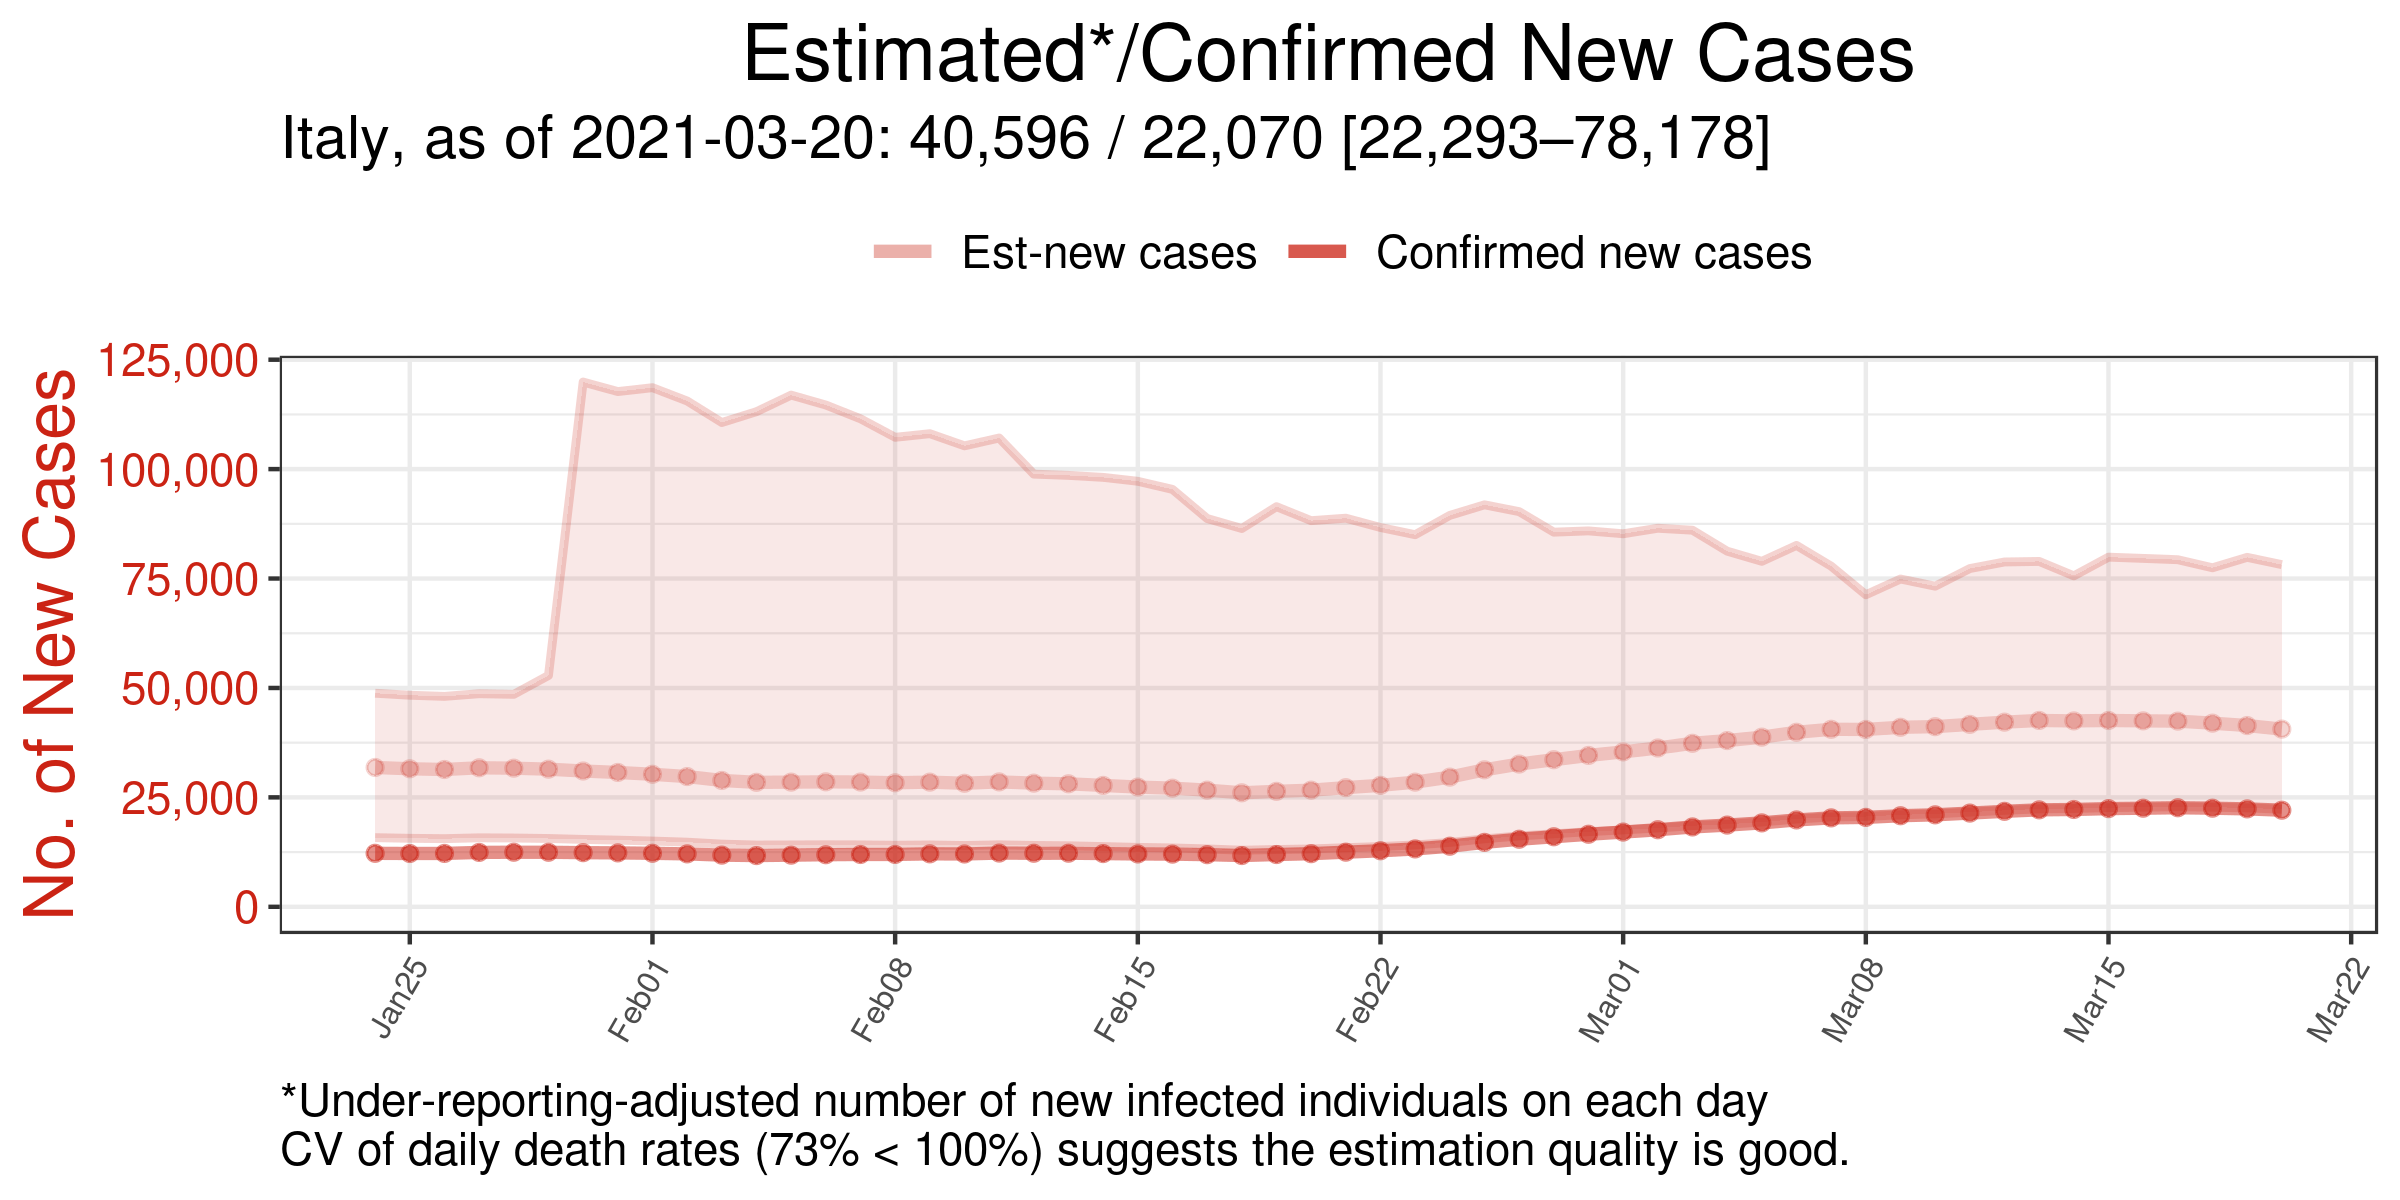 Estimated*/Confirmed New Cases
Italy, as of 2021-03-20: 40,596 / 22,070 [22,293–78,178]
Est-new cases Confirmed new cases
No. of New Cases
125,000
100,000
75,000
50,000
25,000
0
Jan25 Feb01 Feb08 Feb15 Feb22 Mar01 Mar08 Mar15 Mar22
*Under-reporting-adjusted number of new infected individuals on each day
CV of daily death rates (73% < 100%) suggests the estimation quality is good.